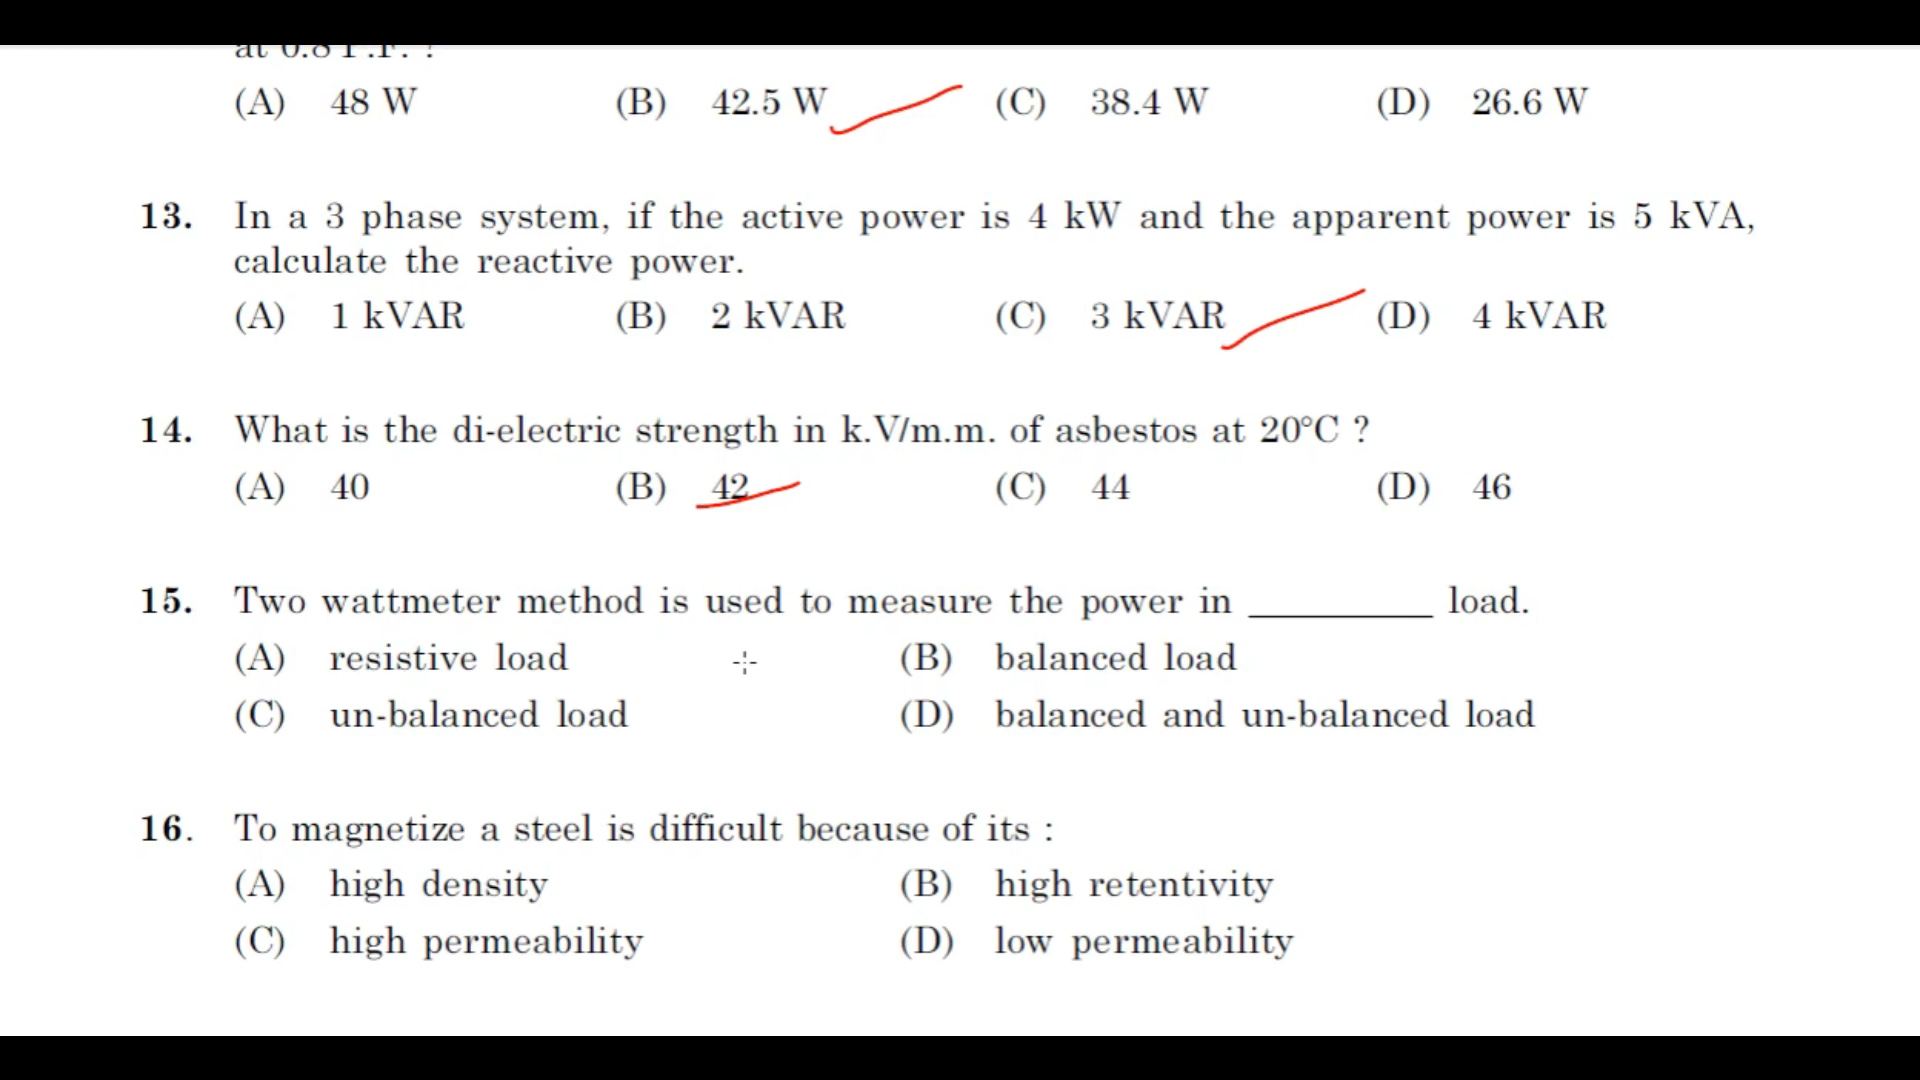 at 0.8 P.F. ?
(A) 48 W (B) 42.5 W (C) 38.4 W (D) 26.6 W
13. In a 3 phase system, if the active power is 4 kW and the apparent power is 5 kVA,
calculate the reactive power.
(A) 1 kVAR (B) 2 kVAR (C) 3 kVAR (D) 4 kVAR
14. What is the di-electric strength in k.V/m.m. of asbestos at 20°C ?
(A) 40 (B) 42 (C) 44 (D) 46
15. Two wattmeter method is used to measure the power in __________ load.
(A) resistive load (B) balanced load
(C) un-balanced load (D) balanced and un-balanced load
16. To magnetize a steel is difficult because of its :
(A) high density (B) high retentivity
(C) high permeability (D) low permeability